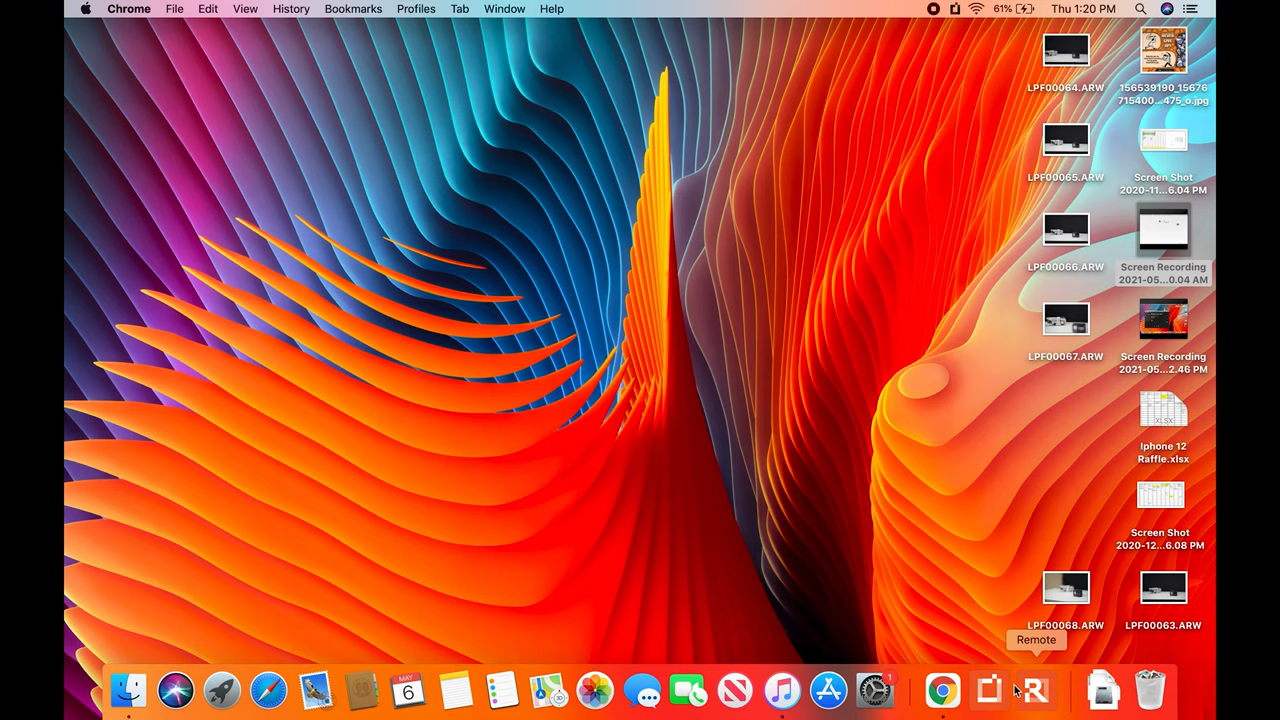 Chrome File Edit View History Bookmarks Profiles Tab Window Help 61% Thu 1:20 PM
LPF00064.ARW
156539190_15676
715400...475_o.jpg
LPF00065.ARW
Screen Shot
2020-11...6.04 PM
LPF00066.ARW
Screen Recording
2021-05...0.04 AM
LPF00067.ARW
Screen Recording
2021-05...2.46 PM
XLSX
Iphone 12
Raffle.xlsx
Screen Shot
2020-12...6.08 PM
LPF00068.ARW
LPF00063.ARW
Remote
MAY
6
1